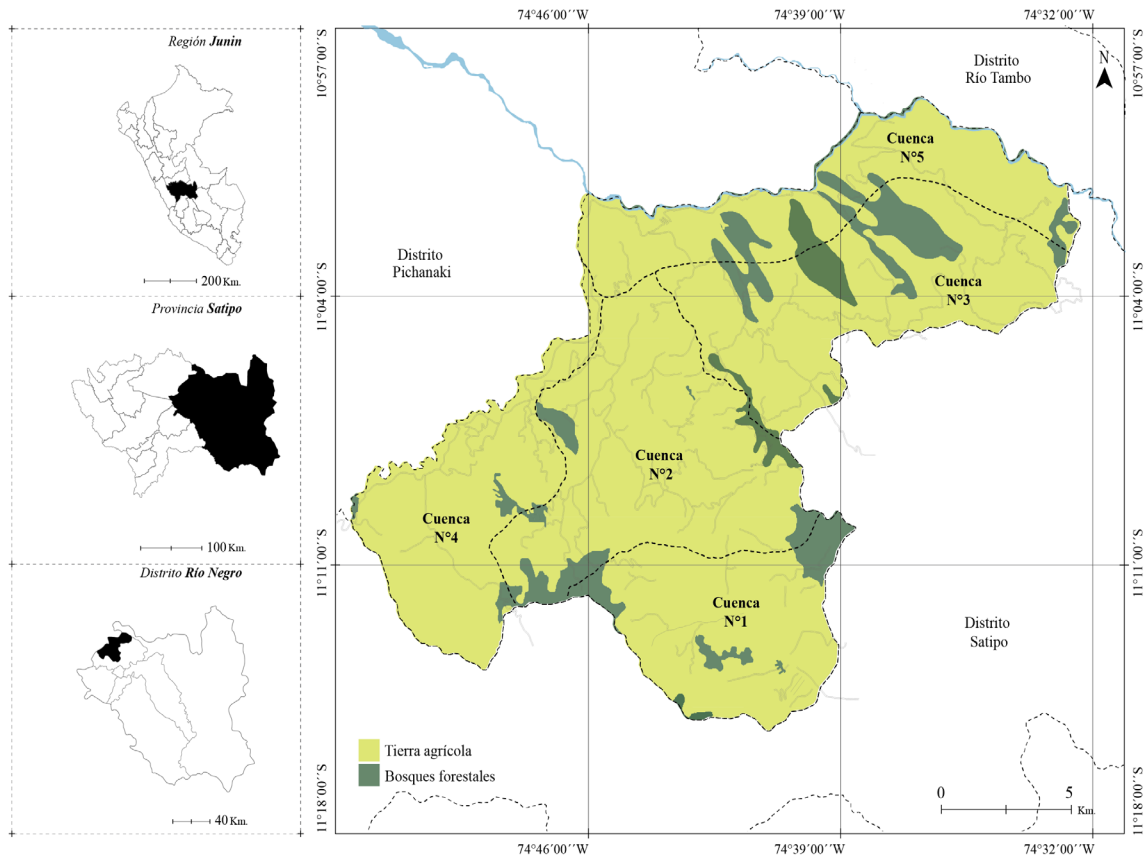 Región Junin
200 Km.
Provincia Satipo
100 Km.
Distrito Río Negro
40 Km.
74°46´00´´W
74°39´00´´W
74°32´00´´W
10°57´00´´S
11°04´00´´S
11°11´00´´S
11°18´00´´S
N
Distrito
Río Tambo
Cuenca
N°5
Distrito
Pichanaki
Cuenca
N°3
Cuenca
N°2
Cuenca
N°4
Cuenca
N°1
Distrito
Satipo
Tierra agrícola
Bosques forestales
0
5
Km.
10°57´00´´S
11°04´00´´S
11°11´00´´S
11°18´00´´S
74°46´00´´W
74°39´00´´W
74°32´00´´W